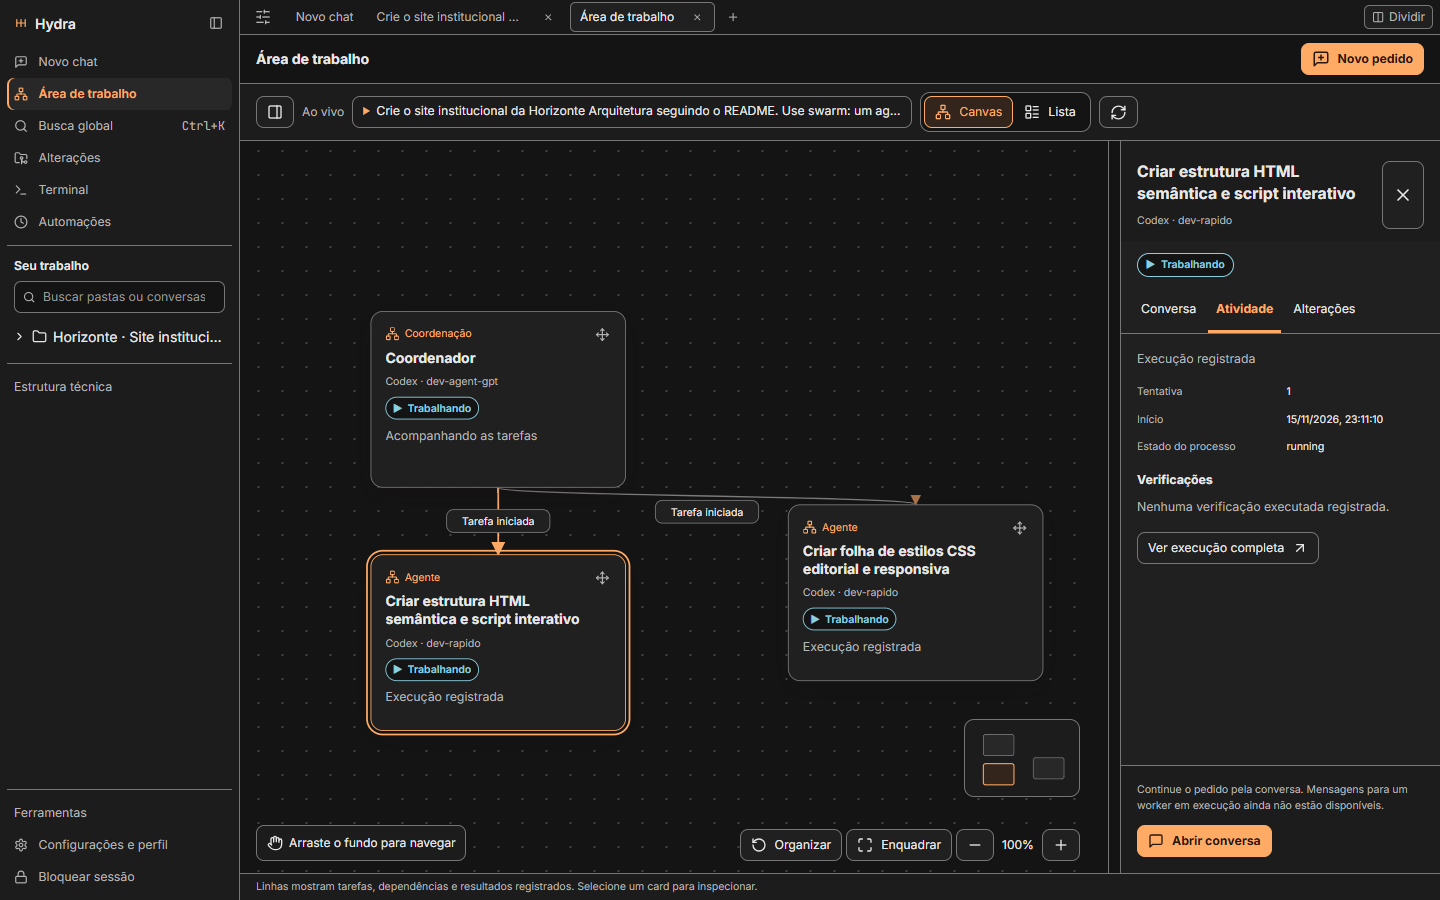 Hydra
Novo chat
Área de trabalho
Busca global Ctrl+K
Alterações
Terminal
Automações
Seu trabalho
Buscar pastas ou conversas
Horizonte · Site instituci...
Estrutura técnica
Ferramentas
Configurações e perfil
Bloquear sessão
Novo chat
Crie o site institucional ...
Área de trabalho
Dividir
Área de trabalho
Novo pedido
Ao vivo
Crie o site institucional da Horizonte Arquitetura seguindo o README. Use swarm: um ag...
Canvas
Lista
Coordenação
Coordenador
Codex · dev-agent-gpt
Trabalhando
Acompanhando as tarefas
Tarefa iniciada
Tarefa iniciada
Agente
Criar estrutura HTML
semântica e script interativo
Codex · dev-rapido
Trabalhando
Execução registrada
Agente
Criar folha de estilos CSS
editorial e responsiva
Codex · dev-rapido
Trabalhando
Execução registrada
Arraste o fundo para navegar
Organizar
Enquadrar
100%
Linhas mostram tarefas, dependências e resultados registrados. Selecione um card para inspecionar.
Criar estrutura HTML
semântica e script interativo
Codex · dev-rapido
Trabalhando
Conversa
Atividade
Alterações
Execução registrada
Tentativa 1
Início 15/11/2026, 23:11:10
Estado do processo running
Verificações
Nenhuma verificação executada registrada.
Ver execução completa
Continue o pedido pela conversa. Mensagens para um
worker em execução ainda não estão disponíveis.
Abrir conversa